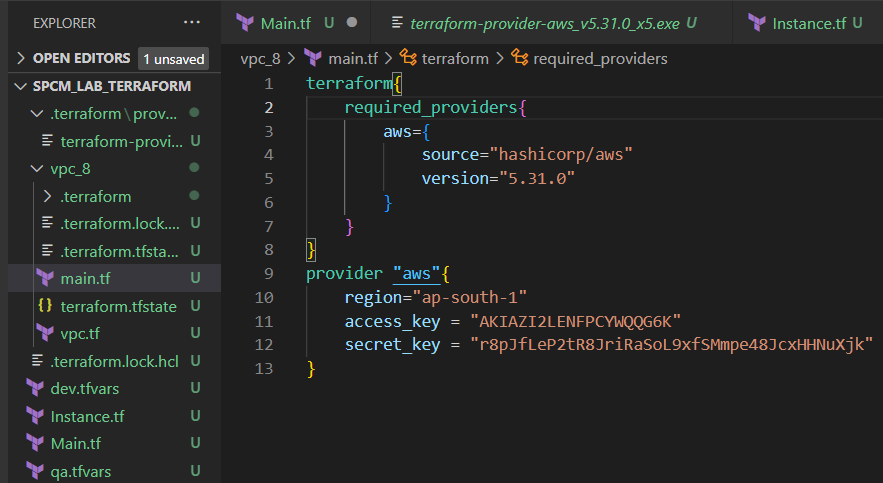 EXPLORER ...
OPEN EDITORS 1 unsaved
SPCM_LAB_TERRAFORM
.terraform\prov...
terraform-provi... U
vpc_8
.terraform
.terraform.lock.... U
.terraform.tfsta... U
main.tf U
terraform.tfstate U
vpc.tf U
.terraform.lock.hcl U
dev.tfvars U
Instance.tf U
Main.tf U
qa.tfvars U
Main.tf U
terraform-provider-aws_v5.31.0_x5.exe U
Instance.tf U
vpc_8 > main.tf > terraform > required_providers
1 terraform{
2 required_providers{
3 aws={
4 source="hashicorp/aws"
5 version="5.31.0"
6 }
7 }
8 }
9 provider "aws"{
10 region="ap-south-1"
11 access_key = "AKIAZI2LENFPCYWQQG6K"
12 secret_key = "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"
13 }